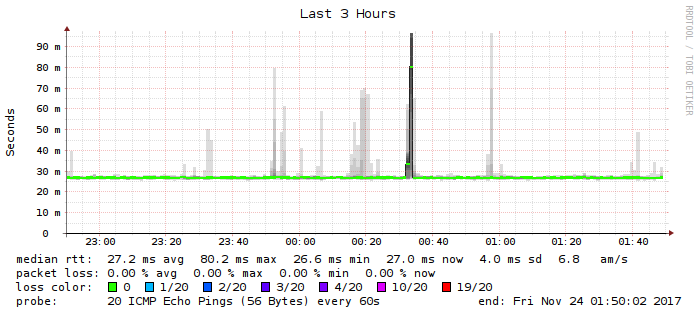 Last 3 Hours
RRDTOOL / TOBI OETIKER
Seconds
90 m
80 m
70 m
60 m
50 m
40 m
30 m
20 m
10 m
0
23:00 23:20 23:40 00:00 00:20 00:40 01:00 01:20 01:40
median rtt: 27.2 ms avg 80.2 ms max 26.6 ms min 27.0 ms now 4.0 ms sd 6.8 am/s
packet loss: 0.00 % avg 0.00 % max 0.00 % min 0.00 % now
loss color: 0 1/20 2/20 3/20 4/20 10/20 19/20
probe: 20 ICMP Echo Pings (56 Bytes) every 60s end: Fri Nov 24 01:50:02 2017